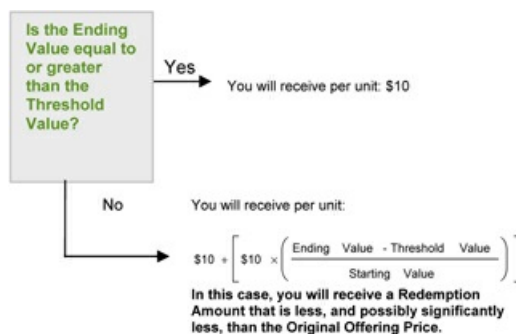 Is the Ending
Value equal to
or greater
than the
Threshold
Value?
Yes
You will receive per unit: $10
No
You will receive per unit:
$10 + [ $10 × ( Ending Value - Threshold Value / Starting Value ) ]
In this case, you will receive a Redemption
Amount that is less, and possibly significantly
less, than the Original Offering Price.